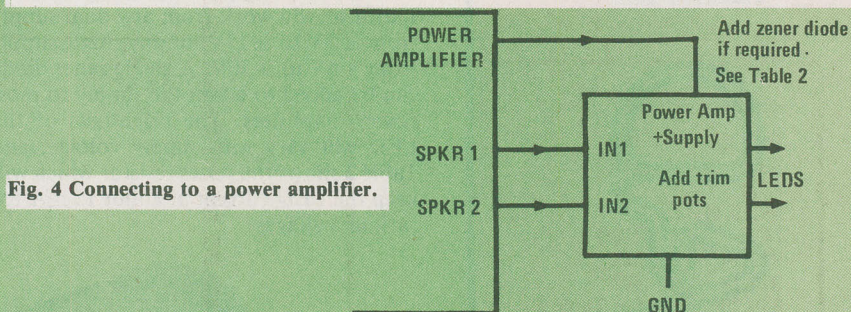 POWER
AMPLIFIER
Add zener diode
if required.
See Table 2
Power Amp
+Supply
SPKR 1
IN1
Add trim
pots
LEDS
Fig. 4 Connecting to a power amplifier.
SPKR 2
IN2
GND